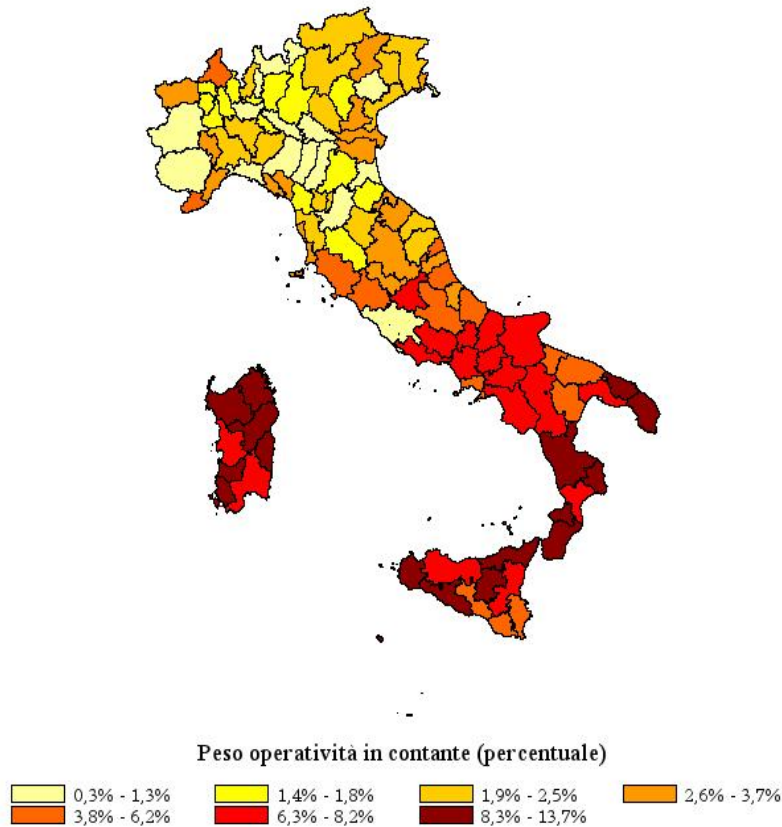 Peso operatività in contante (percentuale)
0,3% - 1,3% 1,4% - 1,8% 1,9% - 2,5% 2,6% - 3,7%
3,8% - 6,2% 6,3% - 8,2% 8,3% - 13,7%